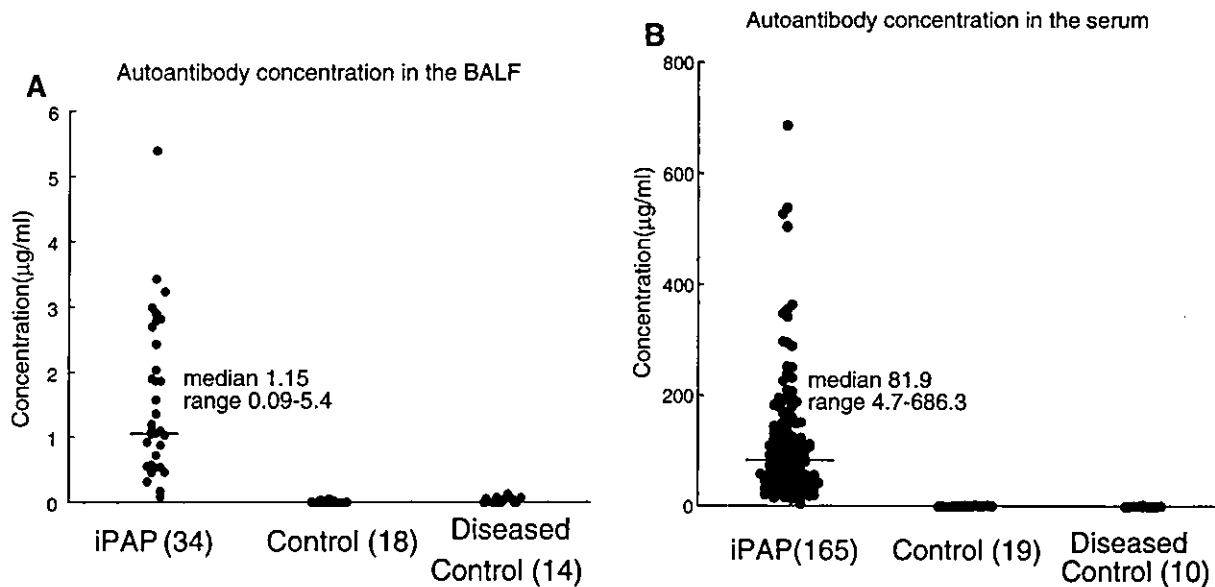 A
Autoantibody concentration in the BALF
Concentration(μg/ml)
6
5
4
3
2
1
0
median 1.15
range 0.09-5.4
iPAP (34)
Control (18)
Diseased
Control (14)
B
Autoantibody concentration in the serum
Concentration(μg/ml)
800
600
400
200
0
median 81.9
range 4.7-686.3
iPAP(165)
Control (19)
Diseased
Control (10)